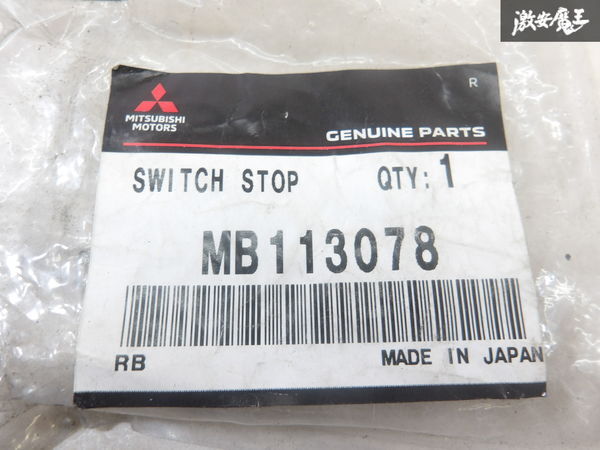 激安魔王
R
MITSUBISHI
MOTORS
GENUINE PARTS
SWITCH STOP QTY: 1
MB113078
RB MADE IN JAPAN